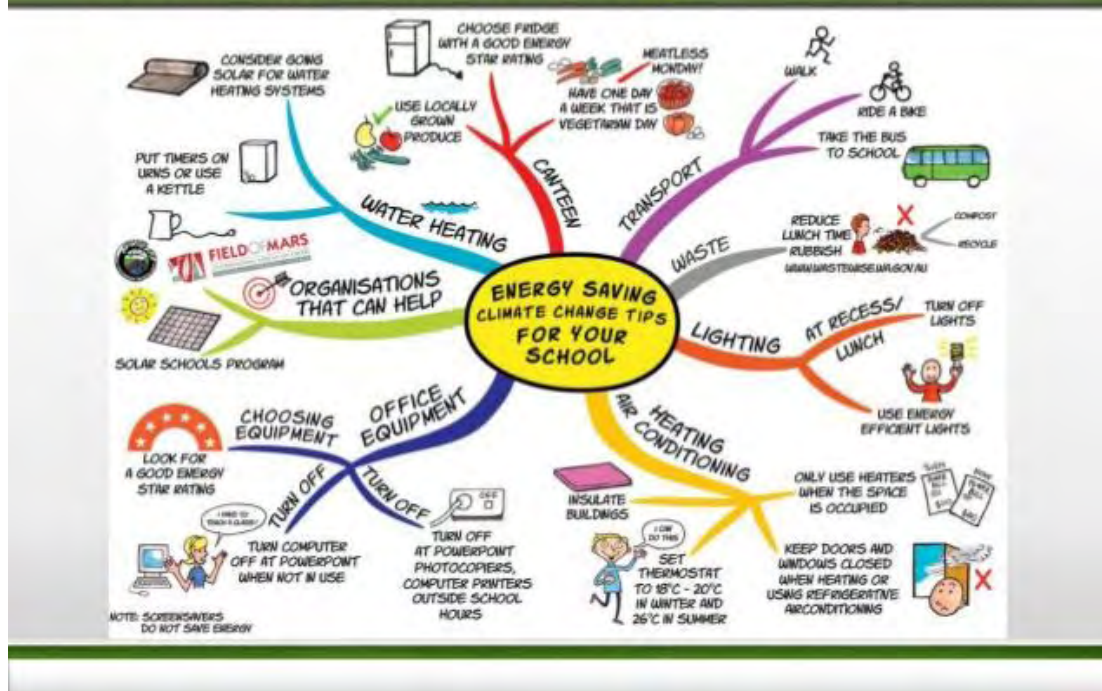 ENERGY SAVING
CLIMATE CHANGE TIPS
FOR YOUR
SCHOOL
CANTEEN
CHOOSE FRIDGE
WITH A GOOD ENERGY
STAR RATING
USE LOCALLY
GROWN
PRODUCE
MEATLESS
MONDAY!
HAVE ONE DAY
A WEEK THAT IS
VEGETARIAN DAY
TRANSPORT
WALK
RIDE A BIKE
TAKE THE BUS
TO SCHOOL
WASTE
REDUCE
LUNCH TIME
RUBBISH
WWW.WASTEWISE.WA.GOV.AU
COMPOST
RECYCLE
LIGHTING
AT RECESS/
LUNCH
TURN OFF
LIGHTS
USE ENERGY
EFFICIENT LIGHTS
HEATING
AIR CONDITIONING
ONLY USE HEATERS
WHEN THE SPACE
IS OCCUPIED
KEEP DOORS AND
WINDOWS CLOSED
WHEN HEATING OR
USING REFRIGERATIVE
AIRCONDITIONING
I CAN
DO THIS
SET
THERMOSTAT
TO 18°C - 20°C
IN WINTER AND
26°C IN SUMMER
INSULATE
BUILDINGS
OFFICE
EQUIPMENT
TURN OFF
OFF
TURN OFF
AT POWERPOINT
PHOTOCOPIERS,
COMPUTER PRINTERS
OUTSIDE SCHOOL
HOURS
TURN OFF
I NEED TO
TEACH A CLASS!
TURN COMPUTER
OFF AT POWERPOINT
WHEN NOT IN USE
NOTE: SCREENSAVERS
DO NOT SAVE ENERGY
CHOOSING
EQUIPMENT
LOOK FOR
A GOOD ENERGY
STAR RATING
ORGANISATIONS
THAT CAN HELP
FIELD OF MARS
SOLAR SCHOOLS PROGRAM
WATER HEATING
PUT TIMERS ON
URNS OR USE
A KETTLE
CONSIDER GOING
SOLAR FOR WATER
HEATING SYSTEMS